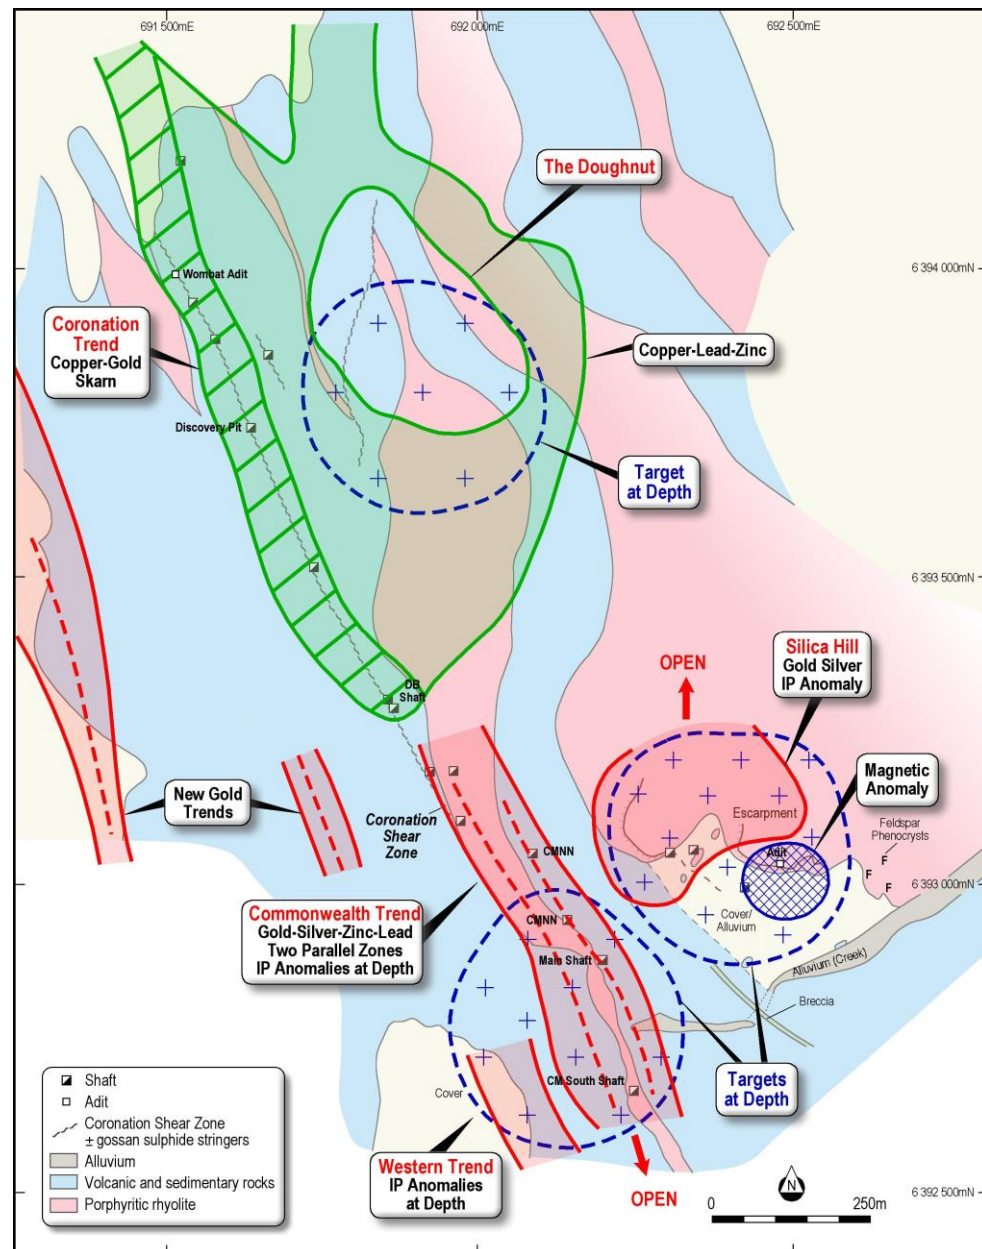 691 500mE
692 000mE
692 500mE
The Doughnut
6 394 000mN
Wombat Adit
Coronation
Trend
Copper-Gold
Skarn
Copper-Lead-Zinc
Discovery Pit
Target
at Depth
6 393 500mN
Silica Hill
Gold Silver
IP Anomaly
OPEN
DB
Shaft
Magnetic
Anomaly
New Gold
Trends
Escarpment
Feldspar
Phenocrysts
Coronation
Shear
Zone
CMNN
Adit
F
F
F
6 393 000mN
Commonwealth Trend
Gold-Silver-Zinc-Lead
Two Parallel Zones
IP Anomalies at Depth
CMNN
Cover/
Alluvium
Main Shaft
Alluvium (Creek)
Breccia
CM South Shaft
Cover
Targets
at Depth
Western Trend
IP Anomalies
at Depth
OPEN
Shaft
Adit
Coronation Shear Zone
± gossan sulphide stringers
Alluvium
Volcanic and sedimentary rocks
Porphyritic rhyolite
N
0
250m
6 392 500mN